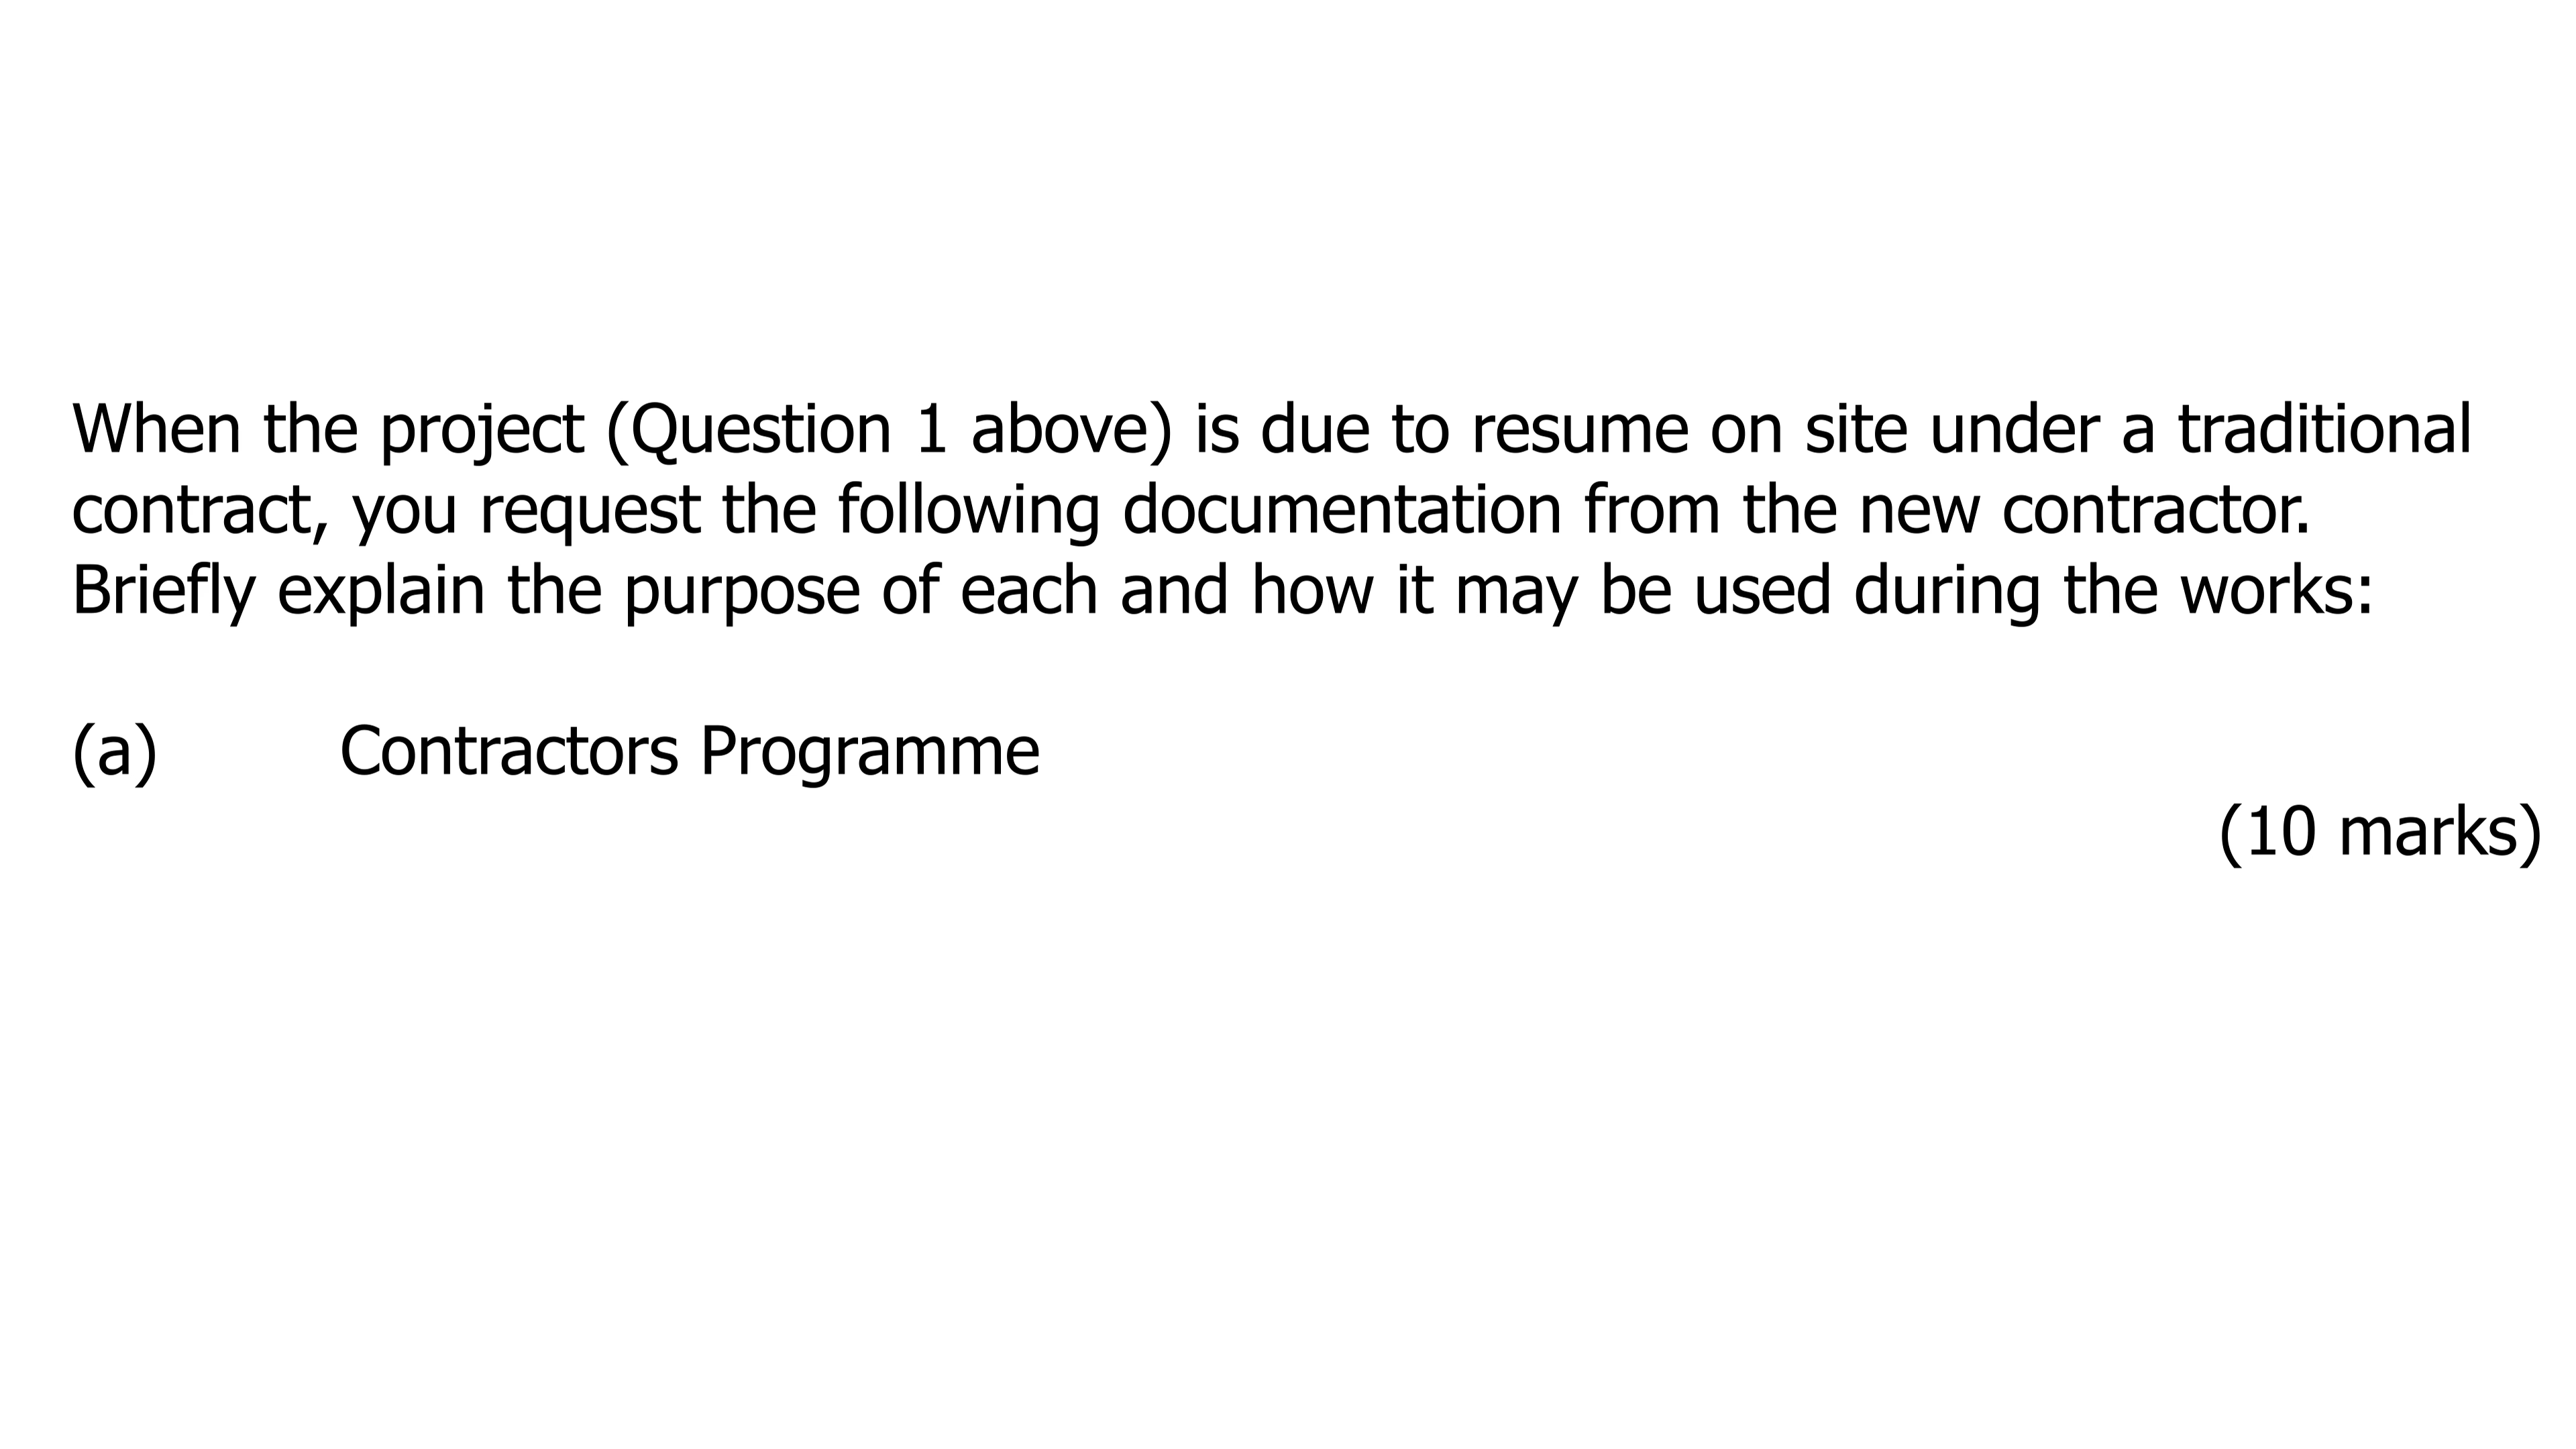 When the project (Question 1 above) is due to resume on site under a traditional
contract, you request the following documentation from the new contractor.
Briefly explain the purpose of each and how it may be used during the works:
(a) Contractors Programme
(10 marks)